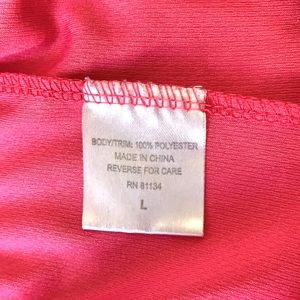 BODY/TRIM: 100% POLYESTER
MADE IN CHINA
REVERSE FOR CARE
RN 81134
L